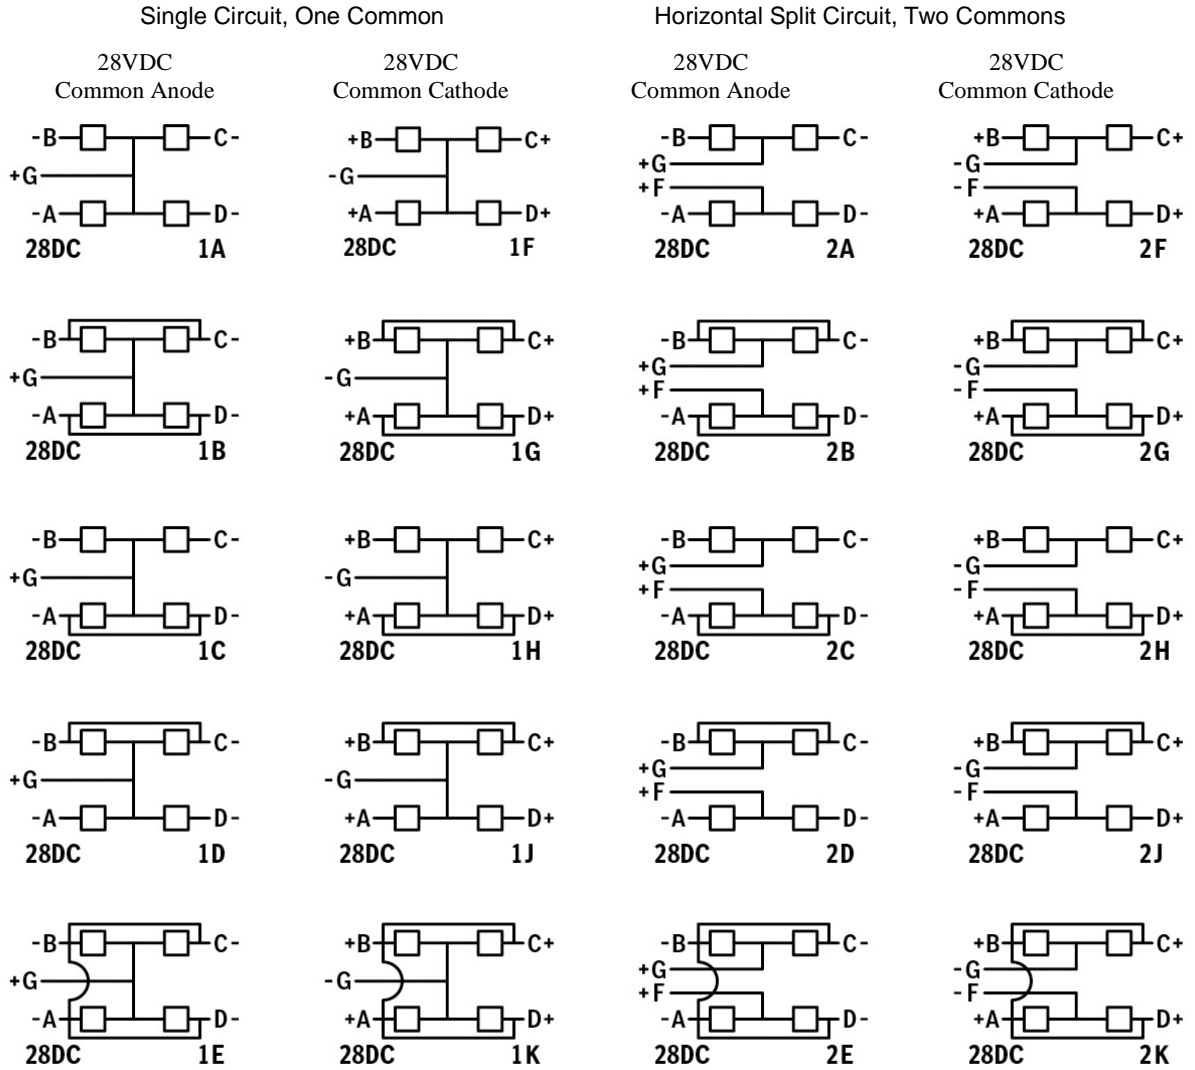 Single Circuit, One Common Horizontal Split Circuit, Two Commons
28VDC 28VDC 28VDC 28VDC
Common Anode Common Cathode Common Anode Common Cathode
-B C- +B C+ -B C- +B C+
+G -G
+G -G
+F -F
-A D- +A D+ -A D- +A D+
28DC 1A 28DC 1F 28DC 2A 28DC 2F
-B C- +B C+ -B C- +B C+
+G -G
+G -G
+F -F
-A D- +A D+ -A D- +A D+
28DC 1B 28DC 1G 28DC 2B 28DC 2G
-B C- +B C+ -B C- +B C+
+G -G
+G -G
+F -F
-A D- +A D+ -A D- +A D+
28DC 1C 28DC 1H 28DC 2C 28DC 2H
-B C- +B C+ -B C- +B C+
+G -G
+G -G
+F -F
-A D- +A D+ -A D- +A D+
28DC 1D 28DC 1J 28DC 2D 28DC 2J
-B C- +B C+ -B C- +B C+
+G -G
+G -G
+F -F
-A D- +A D+ -A D- +A D+
28DC 1E 28DC 1K 28DC 2E 28DC 2K